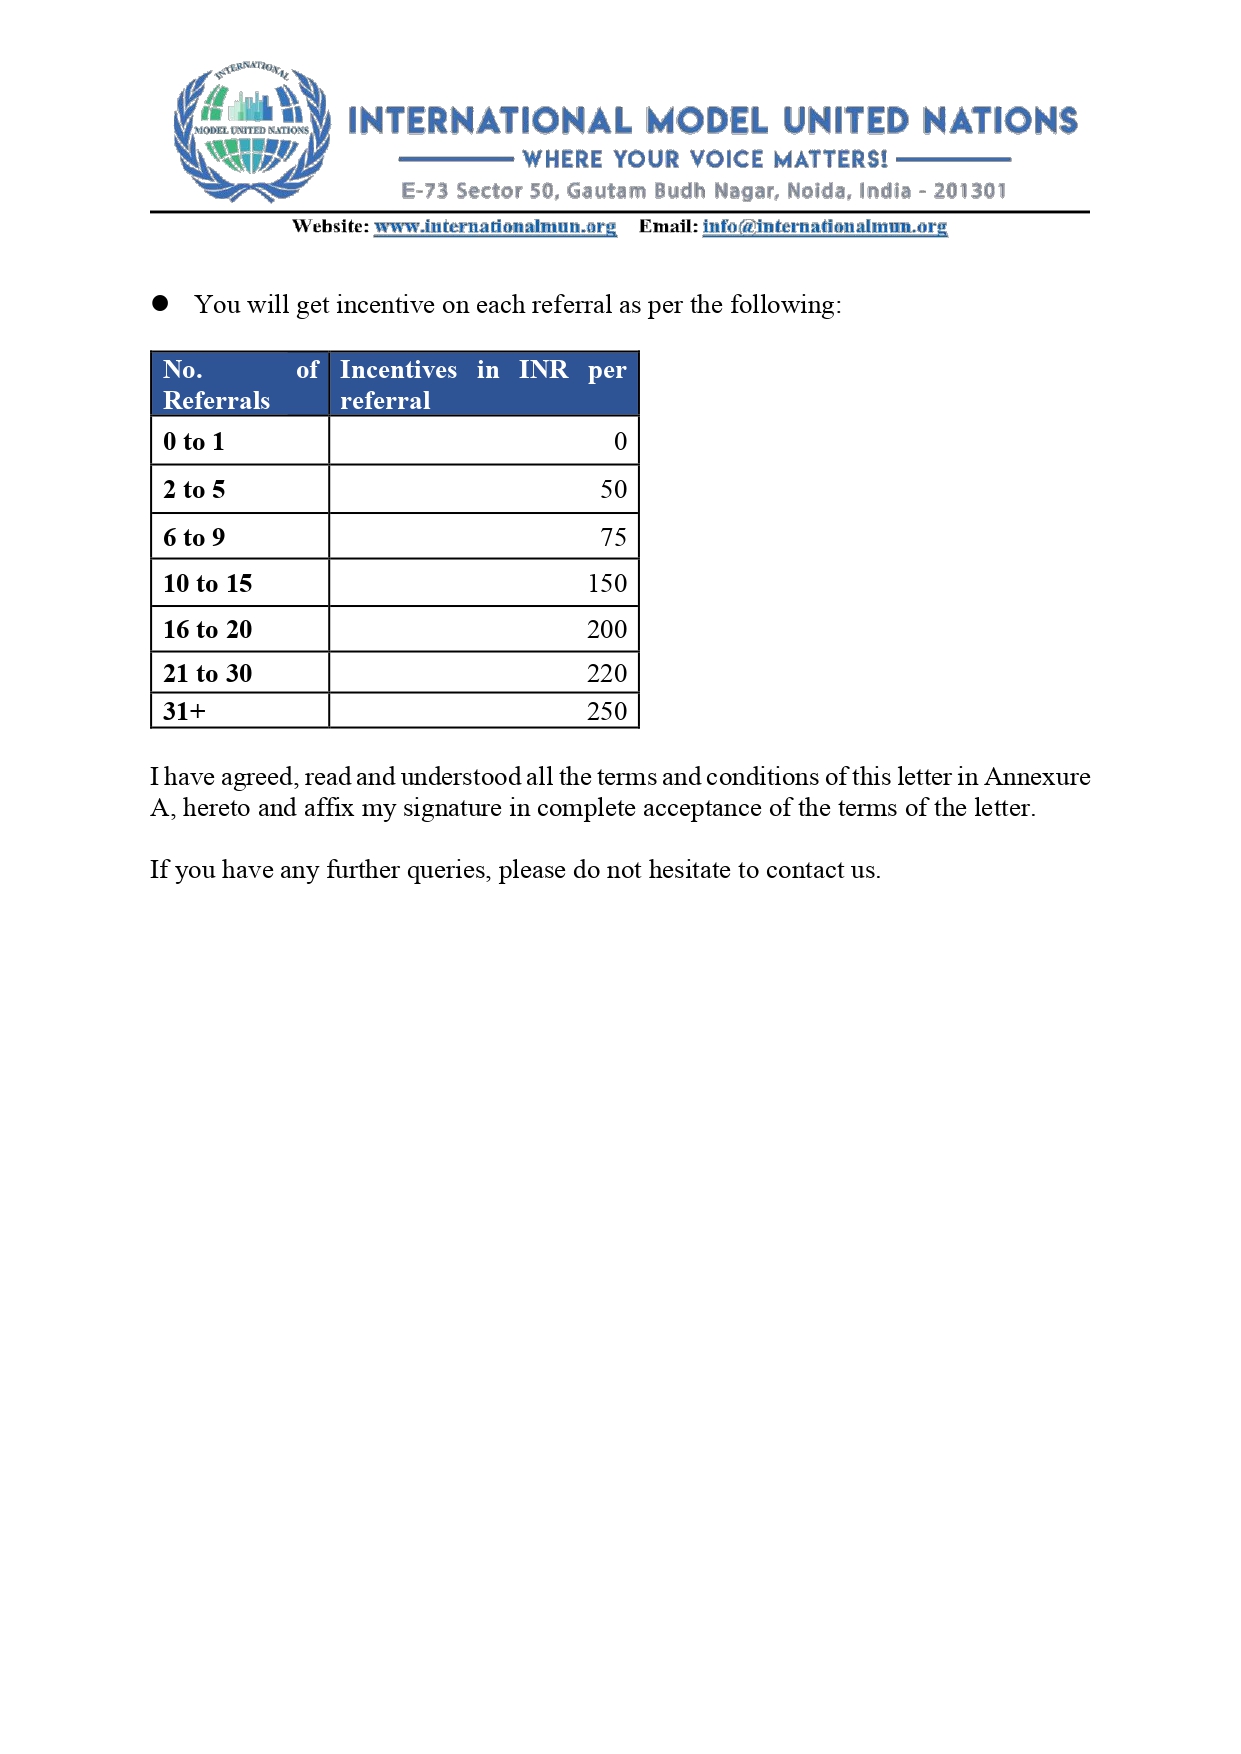 INTERNATIONAL
MODEL UNITED NATIONS
INTERNATIONAL MODEL UNITED NATIONS
WHERE YOUR VOICE MATTERS!
E-73 Sector 50, Gautam Budh Nagar, Noida, India - 201301
Website: www.internationalmun.org Email: info@internationalmun.org
● You will get incentive on each referral as per the following:
No. of Referrals Incentives in INR per referral
0 to 1 0
2 to 5 50
6 to 9 75
10 to 15 150
16 to 20 200
21 to 30 220
31+ 250
I have agreed, read and understood all the terms and conditions of this letter in Annexure
A, hereto and affix my signature in complete acceptance of the terms of the letter.
If you have any further queries, please do not hesitate to contact us.